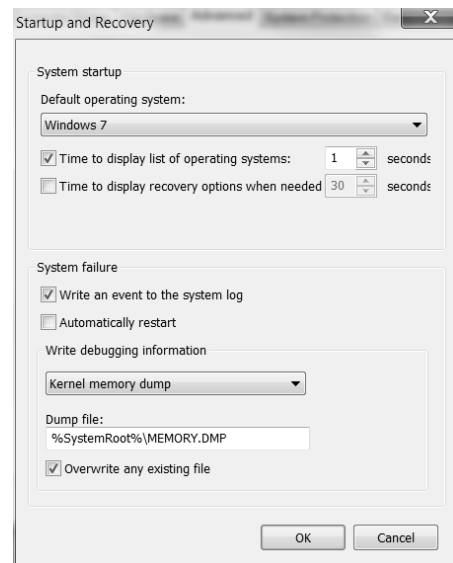 Startup and Recovery
Advanced
System startup
Default operating system:
Windows 7
Time to display list of operating systems: 1 seconds
Time to display recovery options when needed 30 seconds
System failure
Write an event to the system log
Automatically restart
Write debugging information
Kernel memory dump
Dump file:
%SystemRoot%\MEMORY.DMP
Overwrite any existing file
OK Cancel